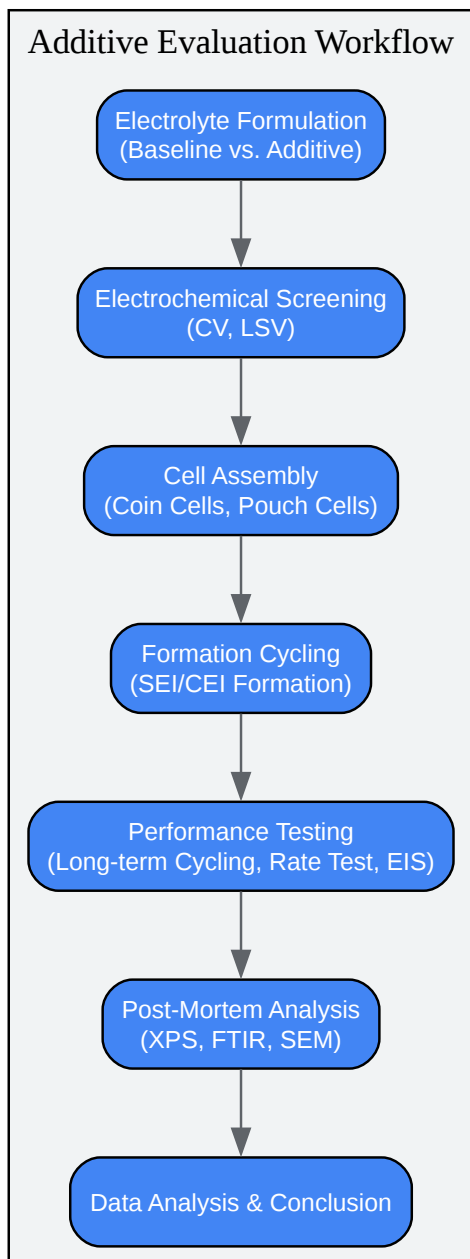 Additive Evaluation Workflow
Electrolyte Formulation
(Baseline vs. Additive)
Electrochemical Screening
(CV, LSV)
Cell Assembly
(Coin Cells, Pouch Cells)
Formation Cycling
(SEI/CEI Formation)
Performance Testing
(Long-term Cycling, Rate Test, EIS)
Post-Mortem Analysis
(XPS, FTIR, SEM)
Data Analysis & Conclusion